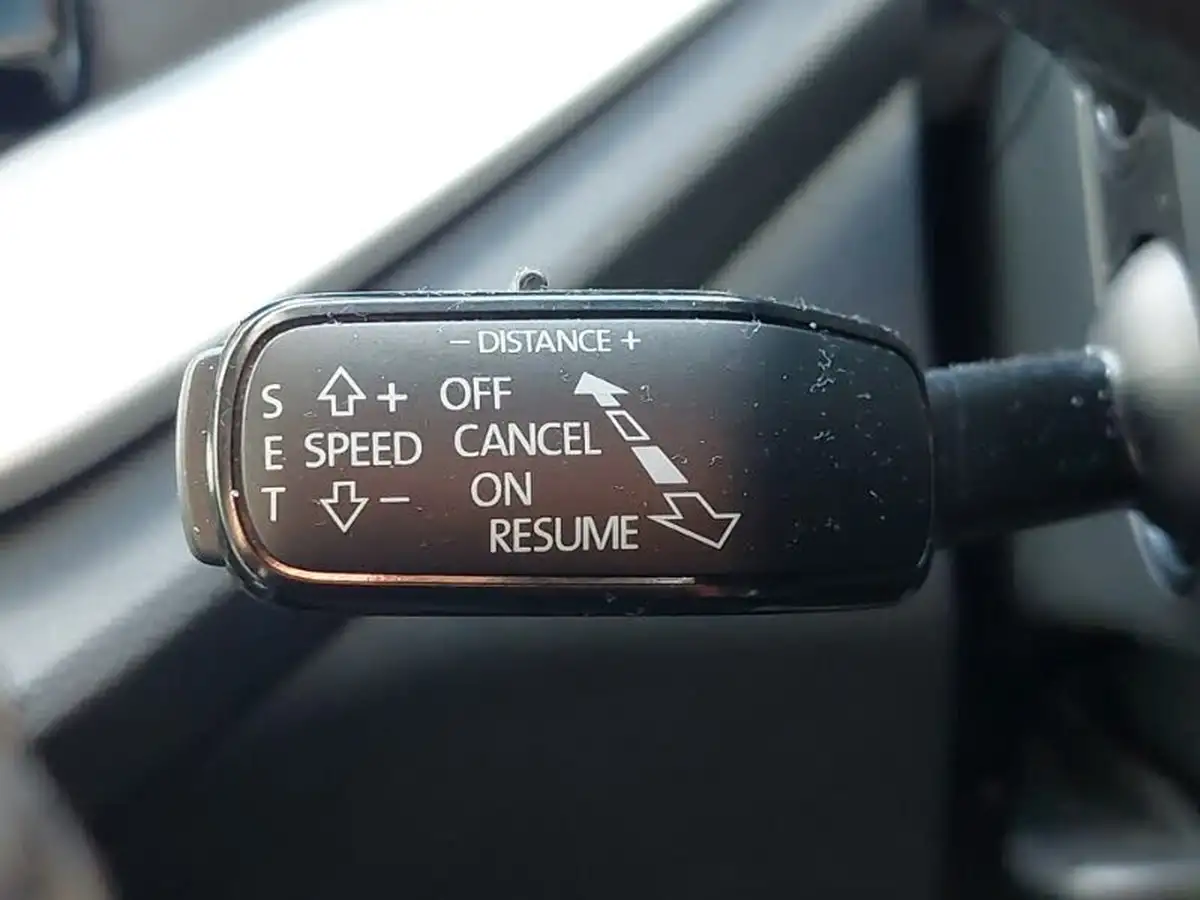 − DISTANCE +
S
E
T
+
SPEED
−
OFF
CANCEL
ON
RESUME